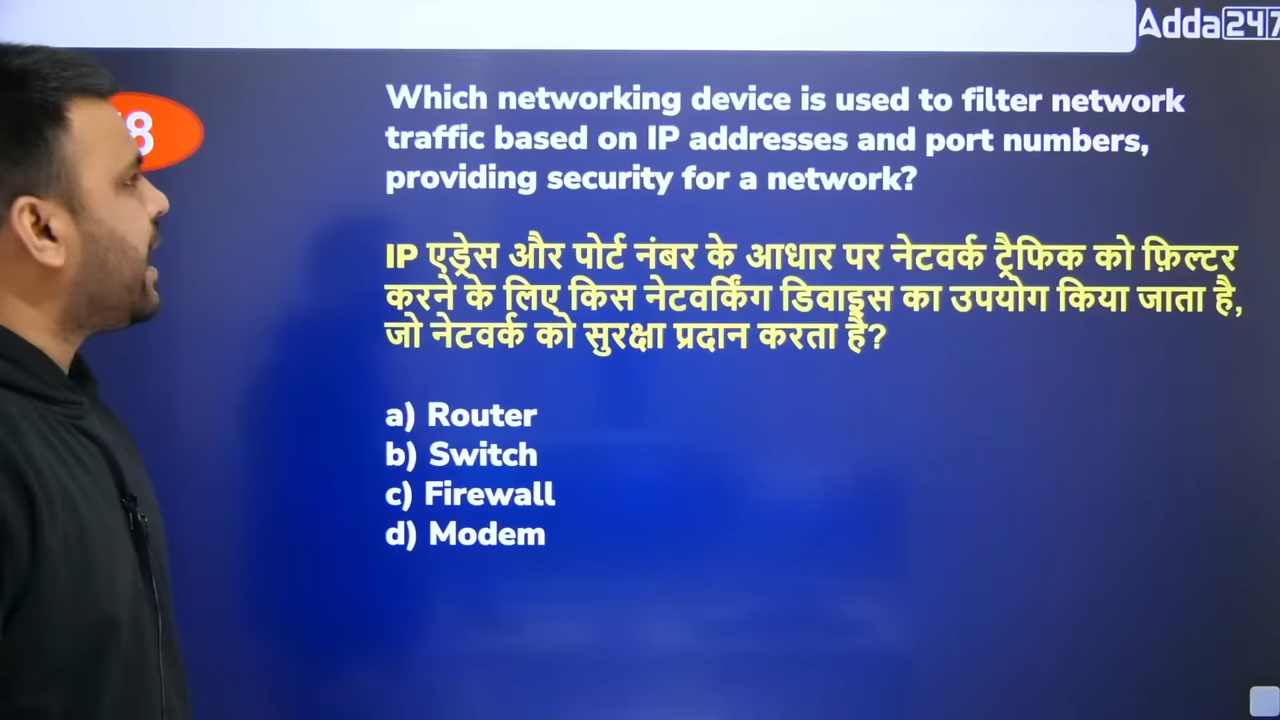 Adda247
8
Which networking device is used to filter network
traffic based on IP addresses and port numbers,
providing security for a network?
IP एड्रेस और पोर्ट नंबर के आधार पर नेटवर्क ट्रैफिक को फ़िल्टर
करने के लिए किस नेटवर्किंग डिवाइस का उपयोग किया जाता है,
जो नेटवर्क को सुरक्षा प्रदान करता है?
a) Router
b) Switch
c) Firewall
d) Modem